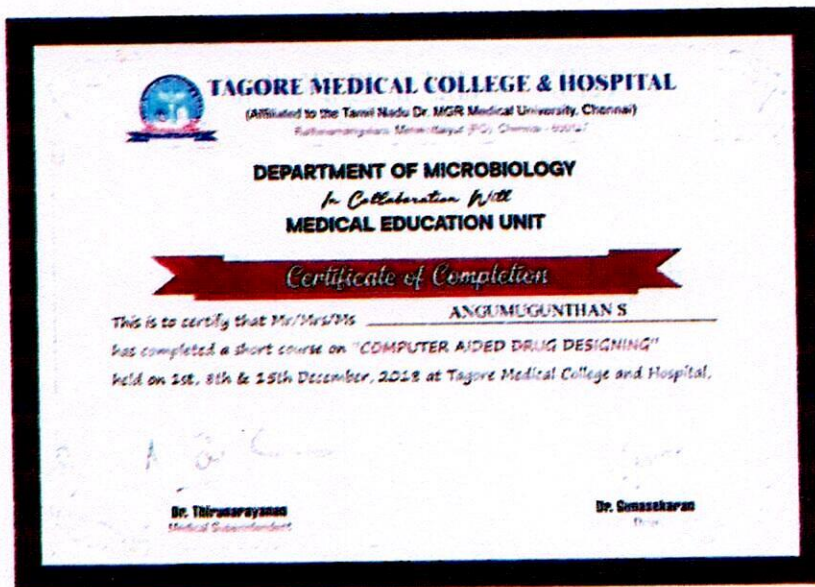 TAGORE MEDICAL COLLEGE & HOSPITAL
(Affiliated to the Tamil Nadu Dr. MGR Medical University, Chennai)
DEPARTMENT OF MICROBIOLOGY
In Collaboration With
MEDICAL EDUCATION UNIT
Certificate of Completion
This is to certify that Mr/Mrs/Ms ANGUMUGUNTHAN S
has completed a short course on "COMPUTER AIDED DRUG DESIGNING"
held on 1st, 8th & 15th December, 2018 at Tagore Medical College and Hospital.
Dr. Thirunarayanan
Dr. Gunasekaran
Medical Superintendent